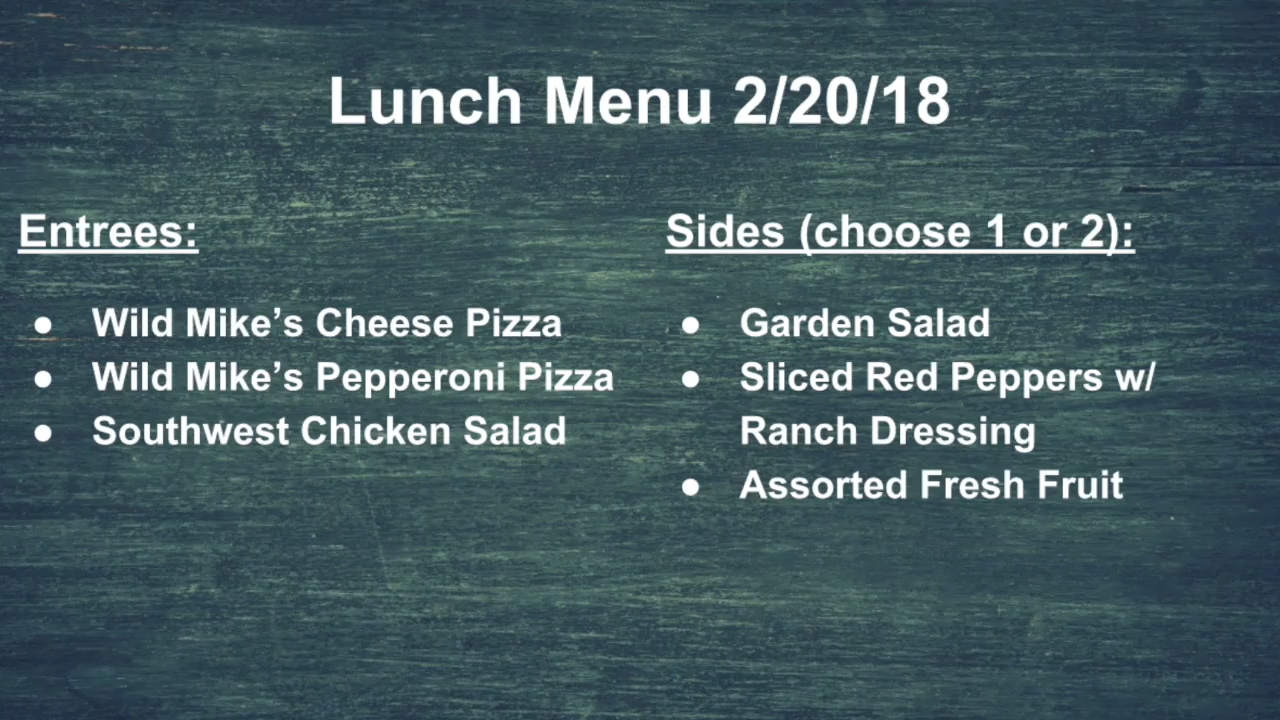 Lunch Menu 2/20/18
Entrees:
● Wild Mike’s Cheese Pizza
● Wild Mike’s Pepperoni Pizza
● Southwest Chicken Salad
Sides (choose 1 or 2):
● Garden Salad
● Sliced Red Peppers w/
Ranch Dressing
● Assorted Fresh Fruit